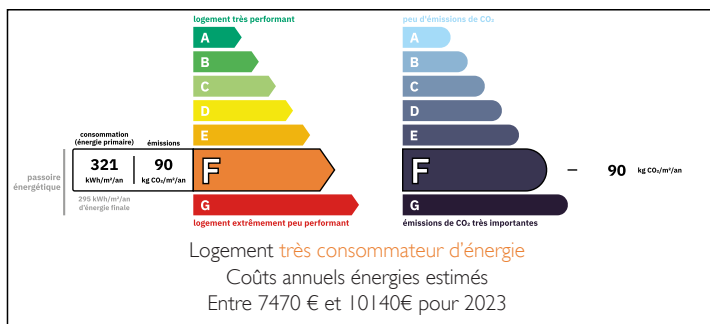 logement très performant
A
B
C
D
E
consommation
(énergie primaire)
émissions
321
kWh/m²/an
90
kg CO₂/m²/an
F
passoire
énergétique
295 kWh/m²/an
d'énergie finale
G
logement extrêmement peu performant
peu d'émissions de CO₂
A
B
C
D
E
F
90 kg CO₂/m²/an
G
émissions de CO₂ très importantes
Logement très consommateur d'énergie
Coûts annuels énergies estimés
Entre 7470 € et 10140€ pour 2023